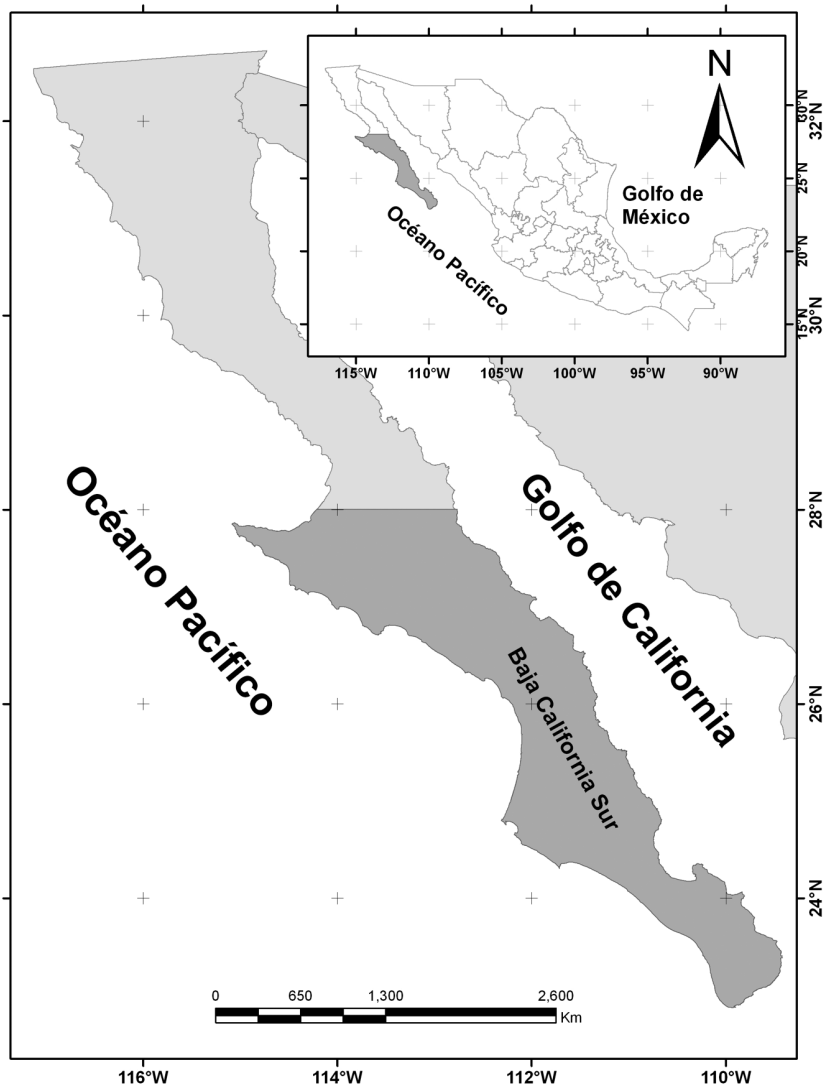 N
30°N
32°N
25°N
Golfo de
México
Océano Pacífico
20°N
15°N
30°N
115°W
110°W
105°W
100°W
95°W
90°W
Océano Pacífico
Golfo de California
28°N
Baja California Sur
26°N
24°N
0
650
1,300
2,600
Km
116°W
114°W
112°W
110°W